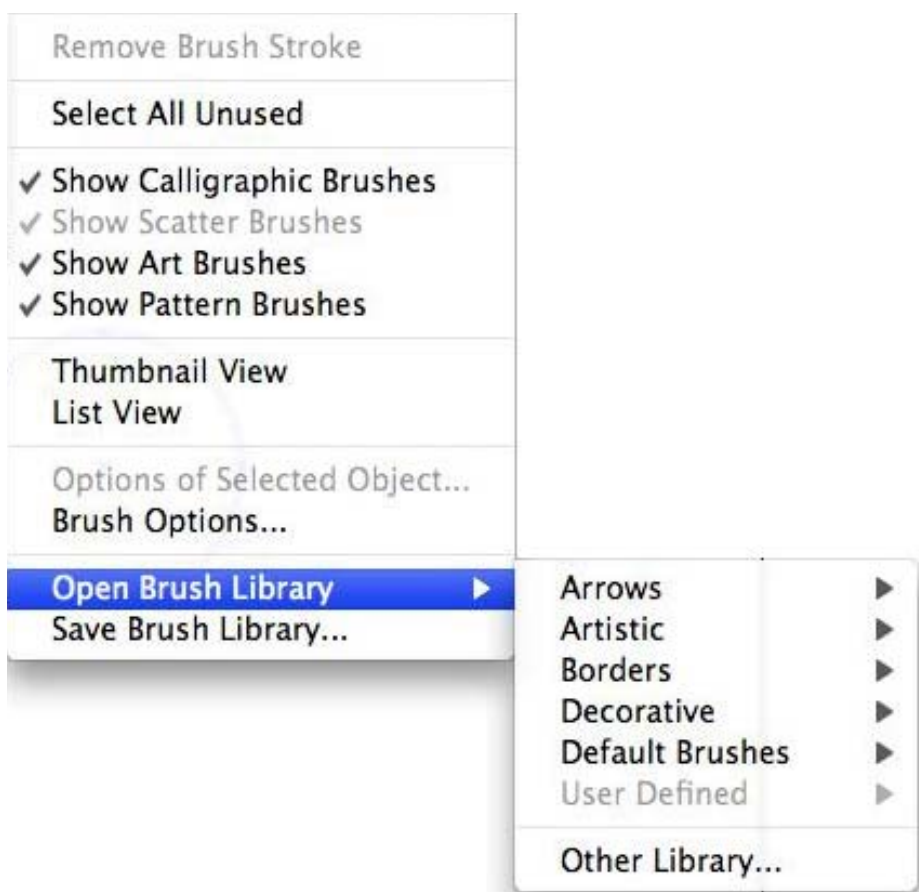 Remove Brush Stroke
Select All Unused
Show Calligraphic Brushes
Show Scatter Brushes
Show Art Brushes
Show Pattern Brushes
Thumbnail View
List View
Options of Selected Object...
Brush Options...
Open Brush Library
Save Brush Library...
Arrows
Artistic
Borders
Decorative
Default Brushes
User Defined
Other Library...